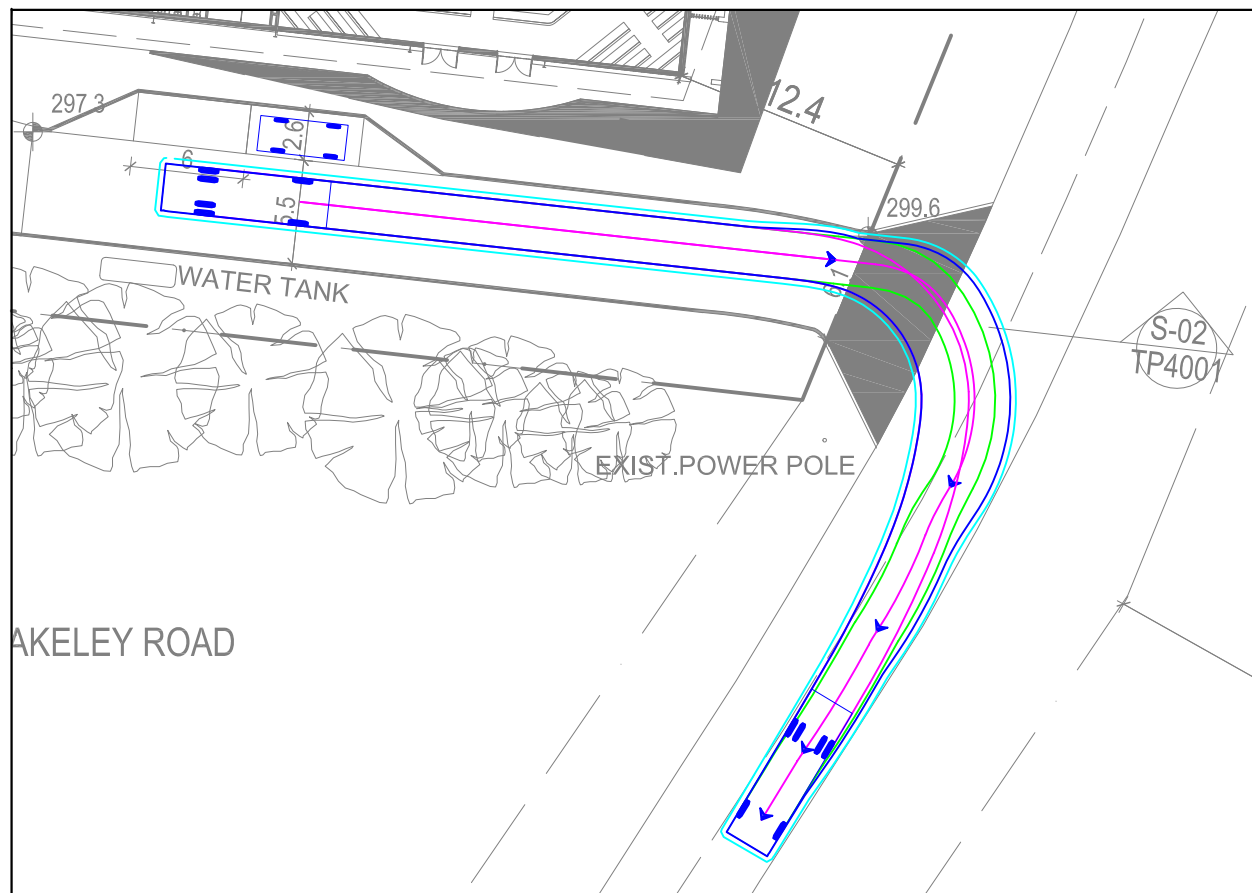 297.3
12.4
2.6
6
5.5
299.6
6.1
WATER TANK
S-02
TP4001
EXIST.POWER POLE
AKELEY ROAD